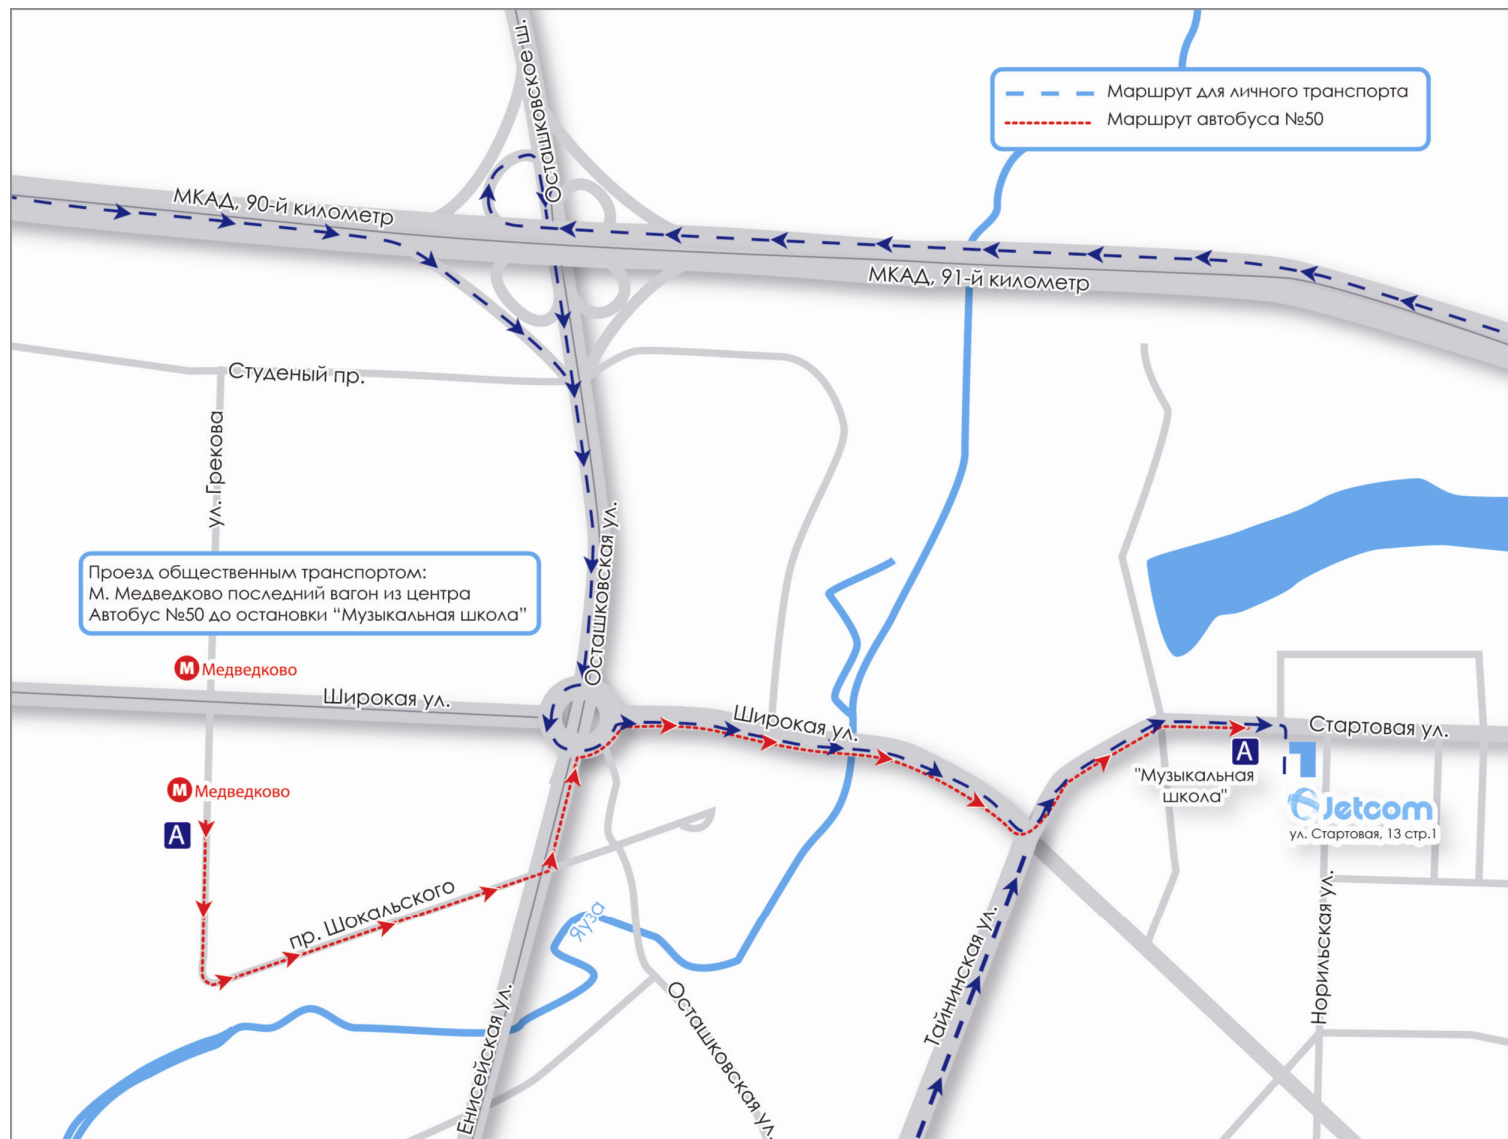 Осташковское ш.
Маршрут для личного транспорта
Маршрут автобуса №50
МКАД, 90-й километр
МКАД, 91-й километр
Студеный пр.
ул. Грекова
Осташковская ул.
Проезд общественным транспортом:
М. Медведково последний вагон из центра
Автобус №50 до остановки “Музыкальная школа”
М Медведково
Широкая ул.
Широкая ул.
Стартовая ул.
А
"Музыкальная
школа"
М Медведково
А
Jetcom
ул. Стартовая, 13 стр.1
пр. Шокальского
Яуза
Тайнинская ул.
Норильская ул.
Енисейская ул.
Осташковская ул.